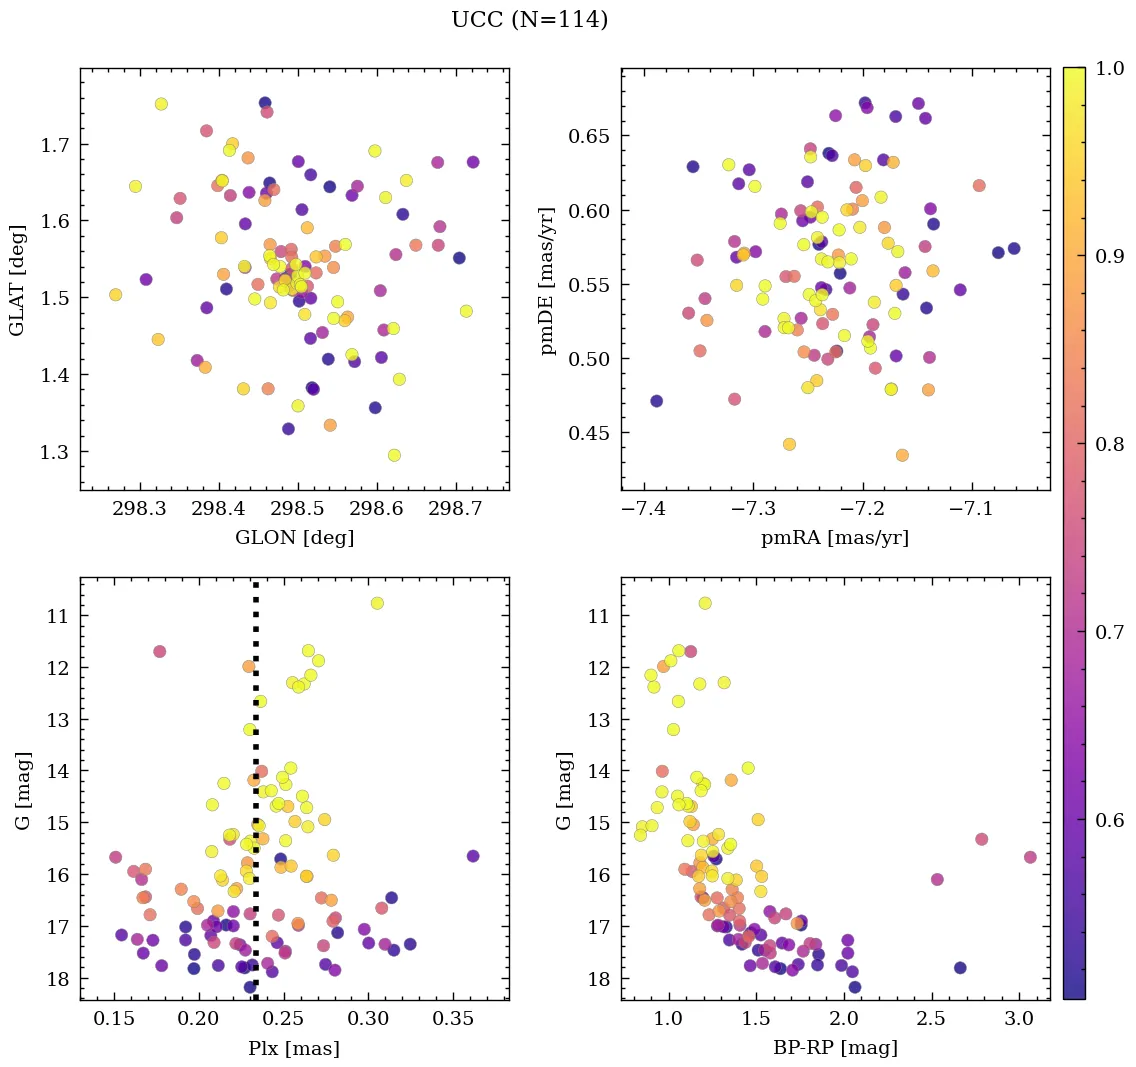 UCC (N=114)
1.7
1.6
1.5
1.4
1.3
GLAT [deg]
298.3 298.4 298.5 298.6 298.7
GLON [deg]
0.65
0.60
0.55
0.50
0.45
pmDE [mas/yr]
−7.4 −7.3 −7.2 −7.1
pmRA [mas/yr]
1.0
0.9
0.8
0.7
0.6
11
12
13
14
15
16
17
18
G [mag]
0.15 0.20 0.25 0.30 0.35
Plx [mas]
11
12
13
14
15
16
17
18
G [mag]
1.0 1.5 2.0 2.5 3.0
BP-RP [mag]